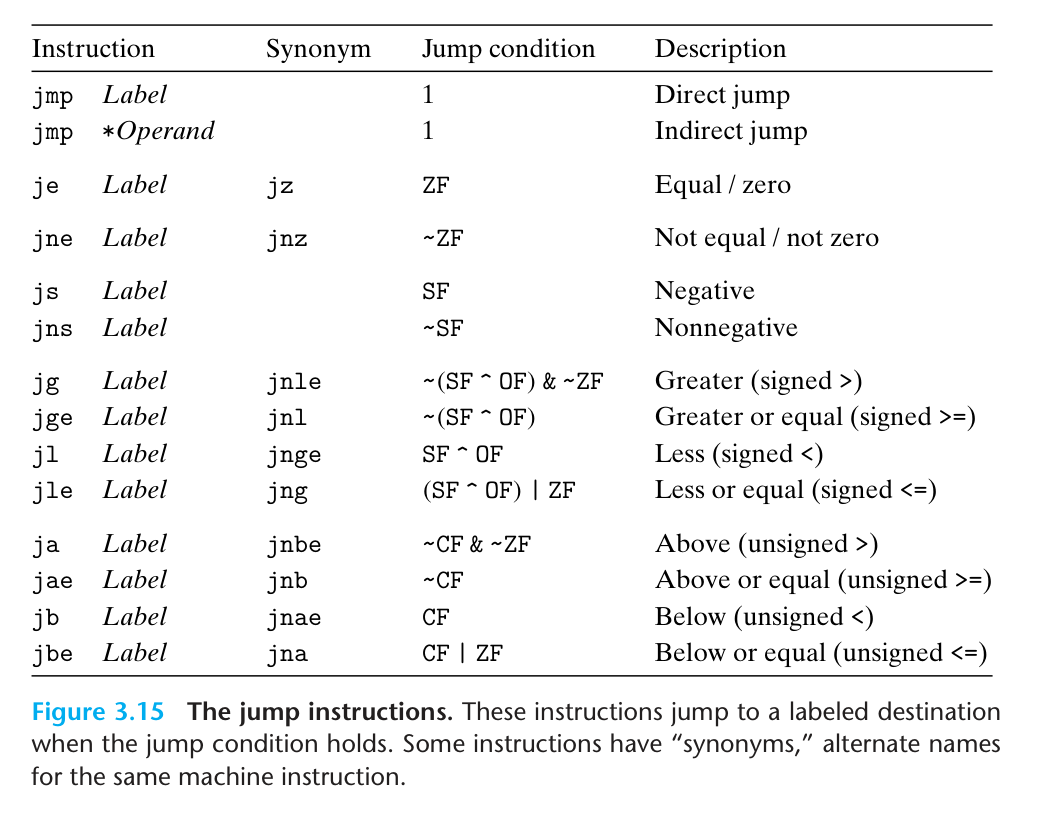 Instruction Synonym Jump condition Description
jmp Label 1 Direct jump
jmp *Operand 1 Indirect jump
je Label jz ZF Equal / zero
jne Label jnz ~ZF Not equal / not zero
js Label SF Negative
jns Label ~SF Nonnegative
jg Label jnle ~(SF ^ OF) & ~ZF Greater (signed >)
jge Label jnl ~(SF ^ OF) Greater or equal (signed >=)
jl Label jnge SF ^ OF Less (signed <)
jle Label jng (SF ^ OF) | ZF Less or equal (signed <=)
ja Label jnbe ~CF & ~ZF Above (unsigned >)
jae Label jnb ~CF Above or equal (unsigned >=)
jb Label jnae CF Below (unsigned <)
jbe Label jna CF | ZF Below or equal (unsigned <=)
Figure 3.15 The jump instructions. These instructions jump to a labeled destination
when the jump condition holds. Some instructions have “synonyms,” alternate names
for the same machine instruction.